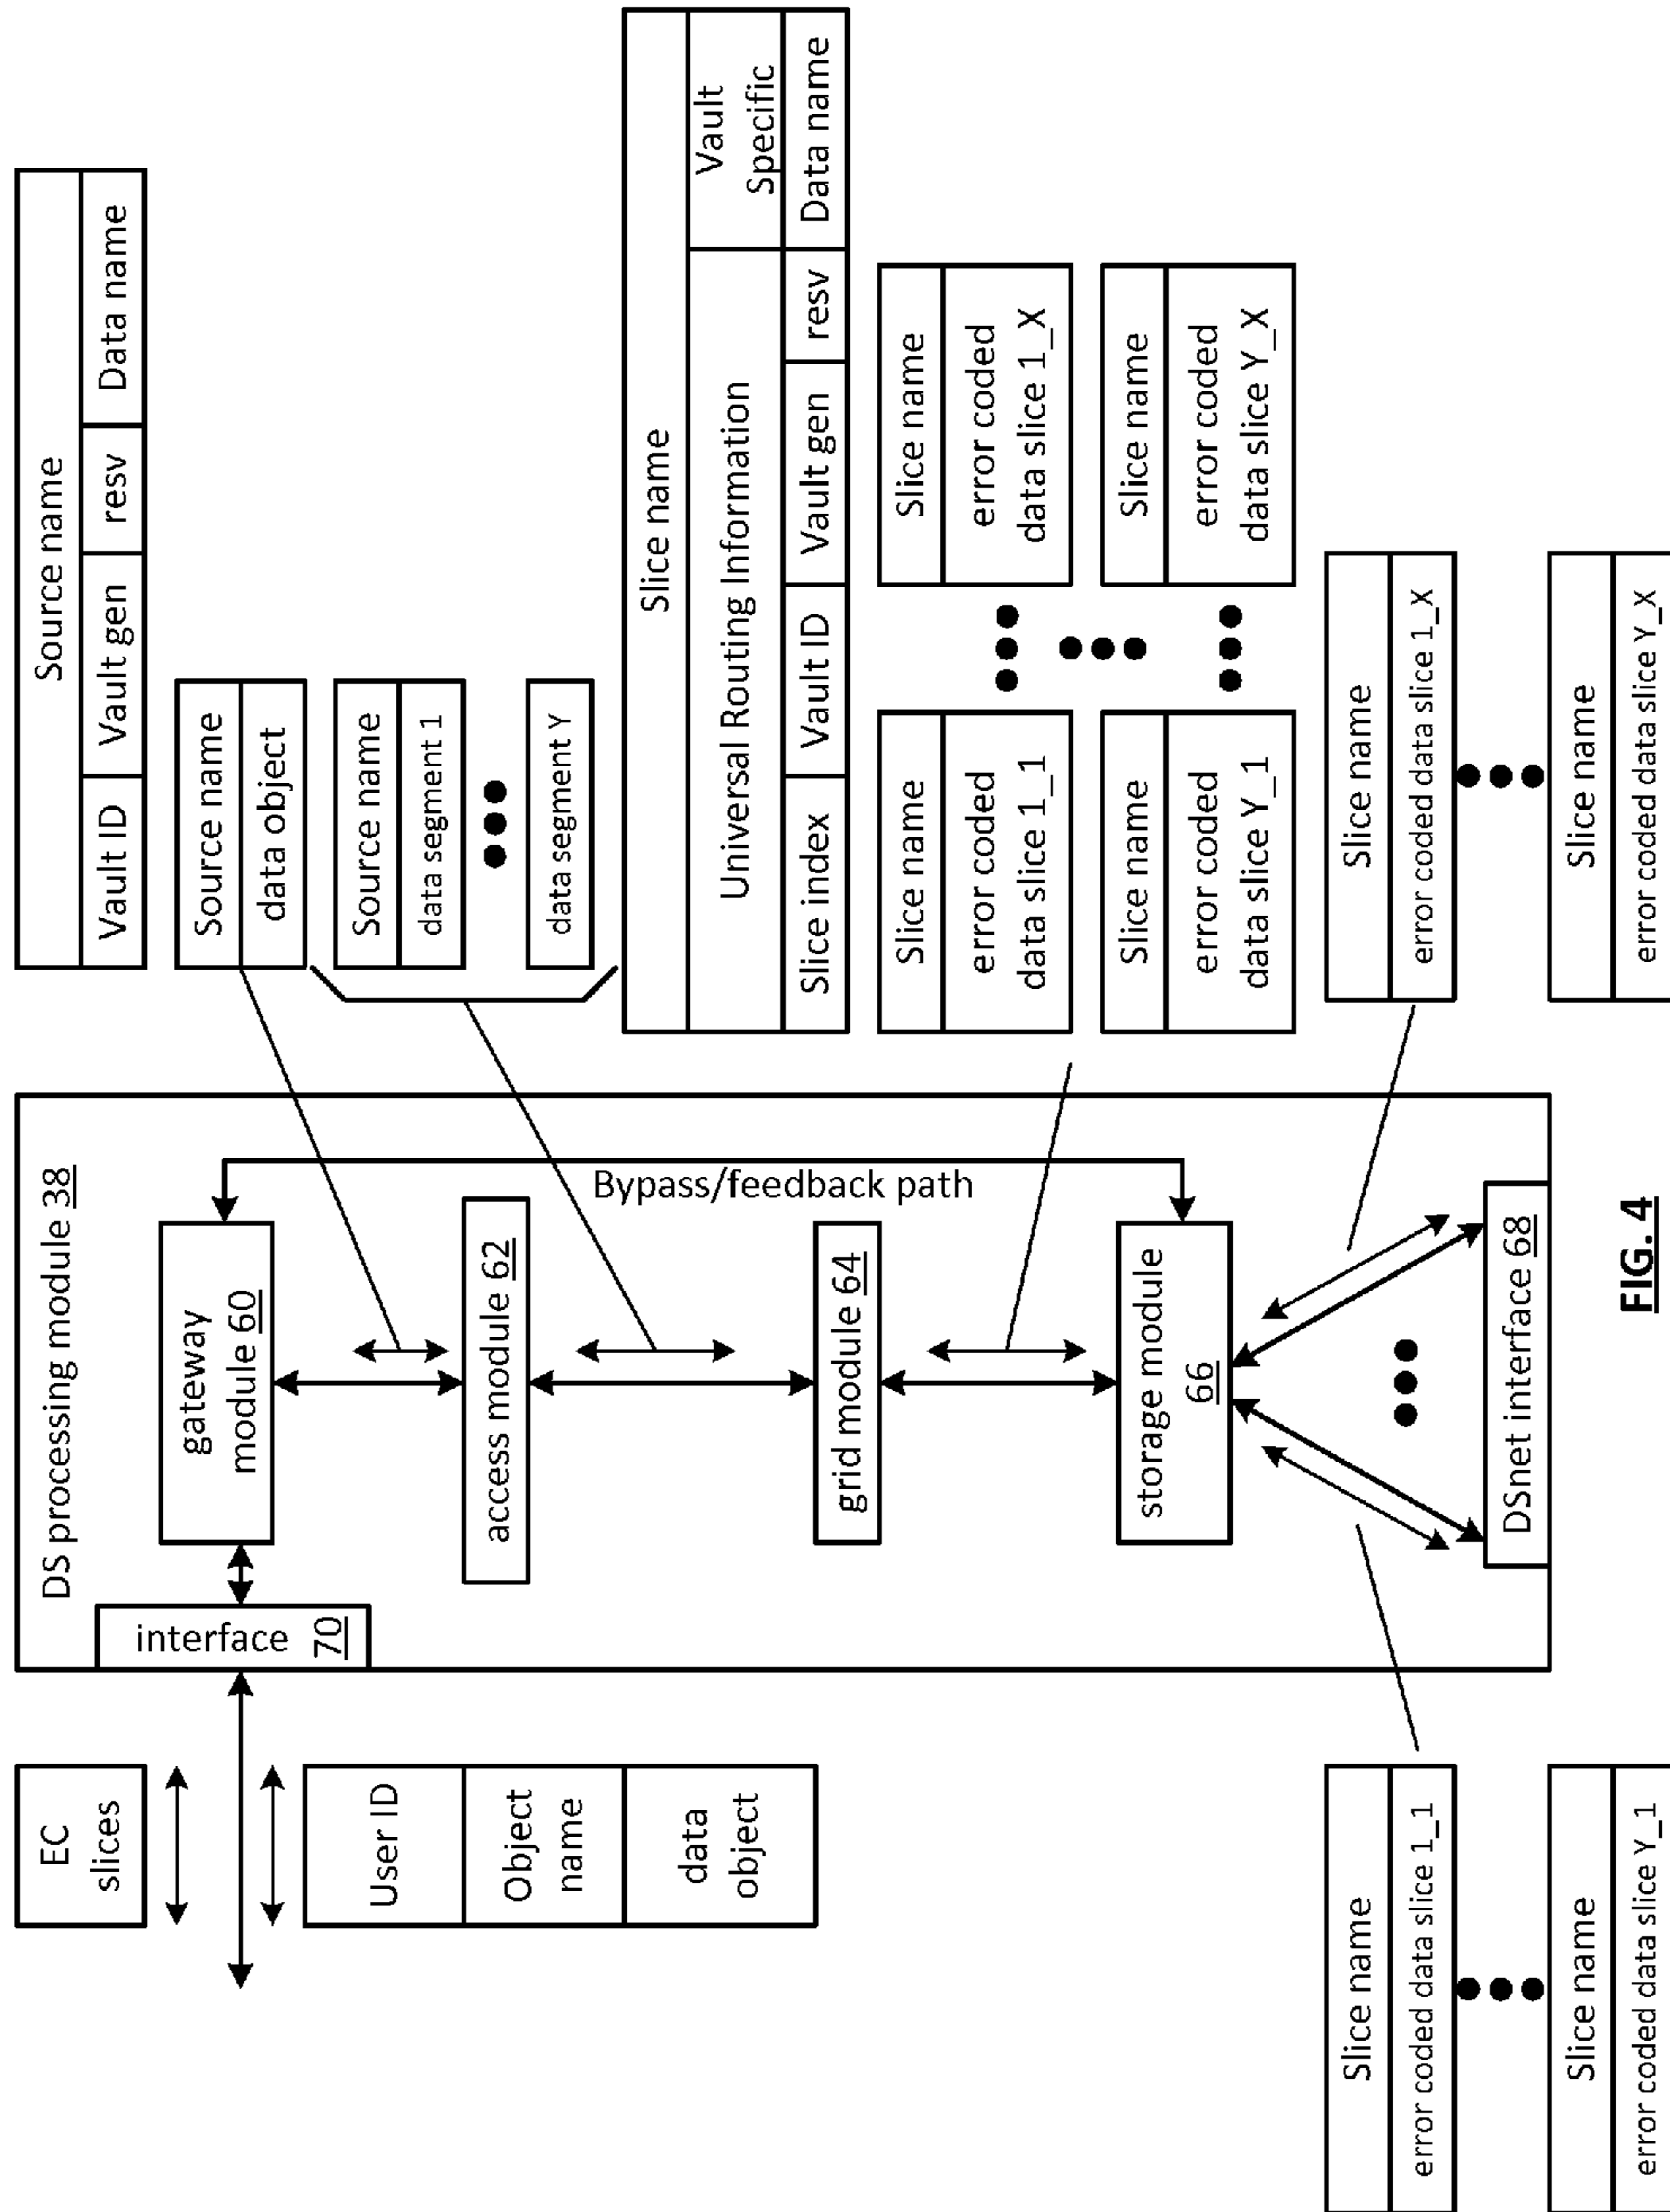 EC
slices
User ID
Object
name
data
object
DS processing module 38
interface 70
gateway
module 60
access module 62
Bypass/feedback path
grid module 64
storage module
66
DSnet interface 68
Source name
Vault ID
Vault gen
resv
Data name
Source name
data object
Source name
data segment 1
data segment Y
Slice name
Universal Routing Information
Vault
Specific
Slice index
Vault ID
Vault gen
resv
Data name
Slice name
error coded
data slice 1_1
Slice name
error coded
data slice 1_X
Slice name
error coded
data slice Y_1
Slice name
error coded
data slice Y_X
Slice name
error coded data slice 1_1
Slice name
error coded data slice Y_1
Slice name
error coded data slice 1_X
Slice name
error coded data slice Y_X
FIG. 4